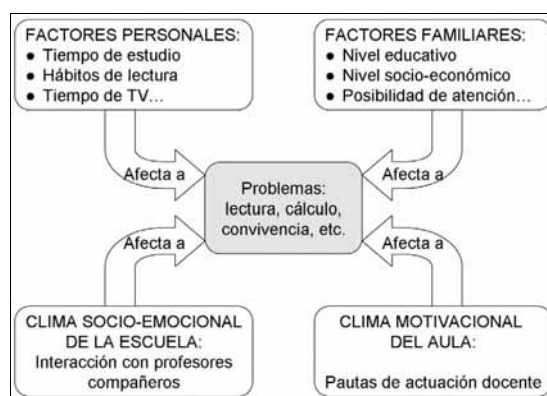 FACTORES PERSONALES:
● Tiempo de estudio
● Hábitos de lectura
● Tiempo de TV…
FACTORES FAMILIARES:
● Nivel educativo
● Nivel socio-económico
● Posibilidad de atención…
Afecta a
Afecta a
Problemas:
lectura, cálculo,
convivencia, etc.
Afecta a
Afecta a
CLIMA SOCIO-EMOCIONAL
DE LA ESCUELA:
Interacción con profesores
compañeros
CLIMA MOTIVACIONAL
DEL AULA:
Pautas de actuación docente